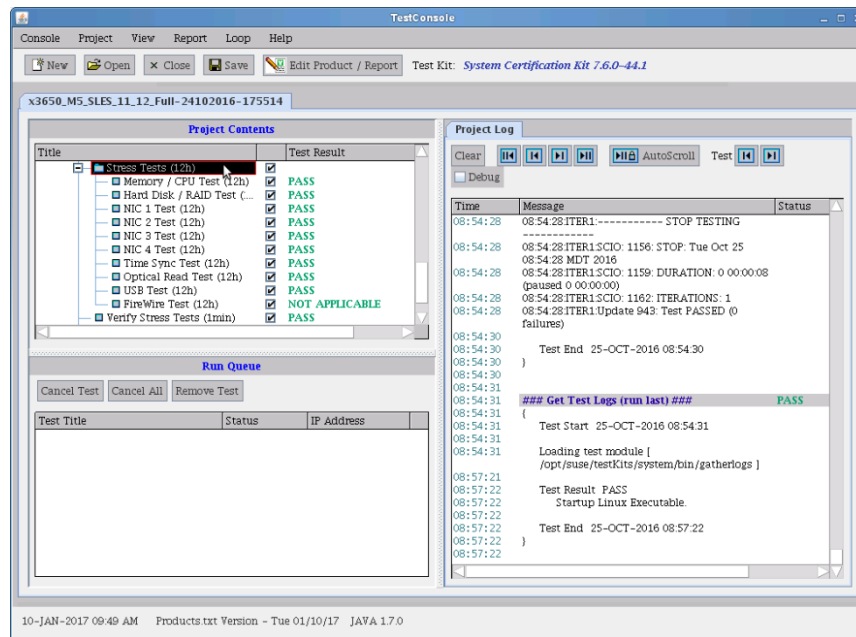 TestConsole
Console Project View Report Loop Help
New Open Close Save Edit Product / Report Test Kit: System Certification Kit 7.6.0-44.1
x3650_M5_SLES_11_12_Full-24102016-175514
Project Contents
Title Test Result
Stress Tests (12h)
Memory / CPU Test (12h) PASS
Hard Disk / RAID Test (... PASS
NIC 1 Test (12h) PASS
NIC 2 Test (12h) PASS
NIC 3 Test (12h) PASS
NIC 4 Test (12h) PASS
Time Sync Test (12h) PASS
Optical Read Test (12h) PASS
USB Test (12h) PASS
FireWire Test (12h) NOT APPLICABLE
Verify Stress Tests (1min) PASS
Run Queue
Cancel Test Cancel All Remove Test
Test Title Status IP Address
Project Log
Clear AutoScroll Test
Debug
Time Message Status
08:54:28 08:54:28:ITER1:----------- STOP TESTING
------------
08:54:28 08:54:28:ITER1:SCIO: 1156: STOP: Tue Oct 25
08:54:28 MDT 2016
08:54:28 08:54:28:ITER1:SCIO: 1159: DURATION: 0 00:00:08
(paused 0 00:00:00)
08:54:28 08:54:28:ITER1:SCIO: 1162: ITERATIONS: 1
08:54:28 08:54:28:ITER1:Update 943: Test PASSED (0
failures)
08:54:30
08:54:30 Test End 25-OCT-2016 08:54:30
08:54:30 }
08:54:30
08:54:31
08:54:31 ### Get Test Logs (run last) ### PASS
08:54:31 {
08:54:31 Test Start 25-OCT-2016 08:54:31
08:54:31
08:54:31 Loading test module [
/opt/suse/testKits/system/bin/gatherlogs ]
08:57:21
08:57:22 Test Result PASS
08:57:22 Startup Linux Executable.
08:57:22
08:57:22 Test End 25-OCT-2016 08:57:22
08:57:22 }
08:57:22
10-JAN-2017 09:49 AM Products.txt Version - Tue 01/10/17 JAVA 1.7.0